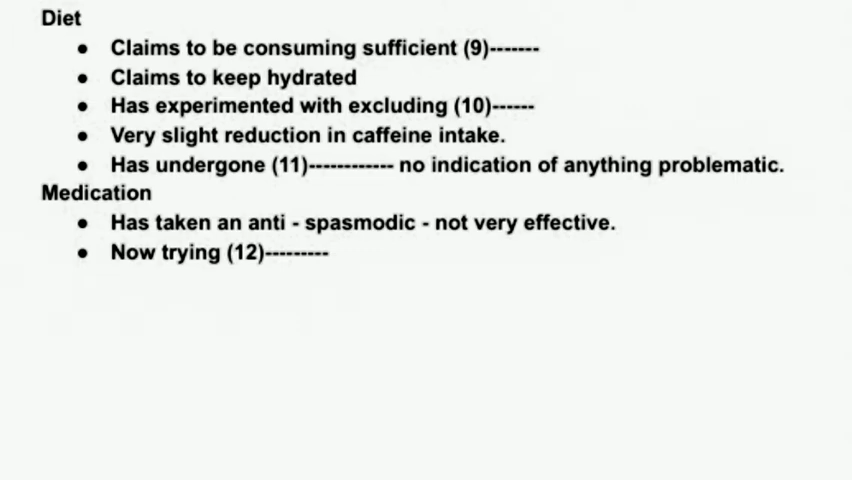 Diet
● Claims to be consuming sufficient (9)-------
● Claims to keep hydrated
● Has experimented with excluding (10)------
● Very slight reduction in caffeine intake.
● Has undergone (11)------------ no indication of anything problematic.
Medication
● Has taken an anti - spasmodic - not very effective.
● Now trying (12)---------